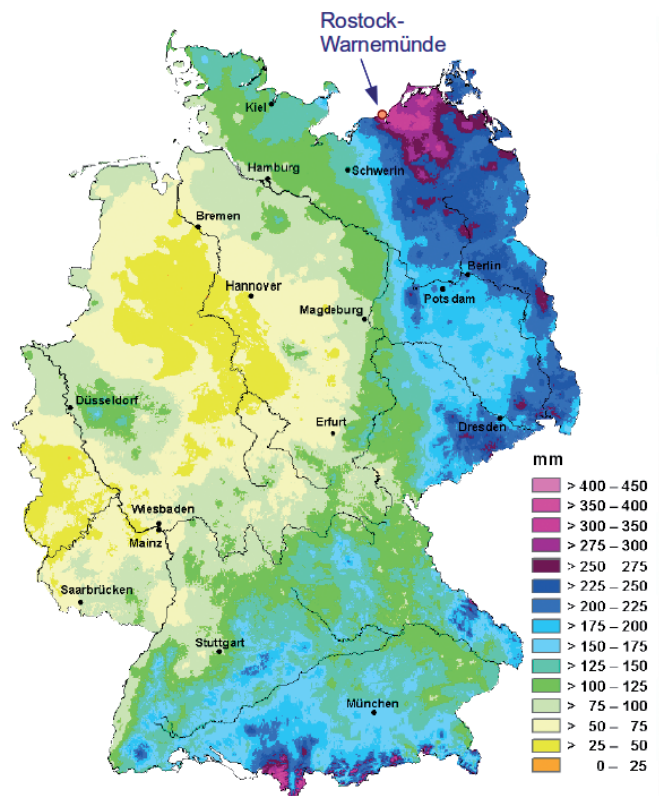 Rostock-
Warnemünde
Kiel
Schwerin
Hamburg
Bremen
Berlin
Hannover
Potsdam
Magdeburg
Düsseldorf
Dresden
Erfurt
mm
> 400 – 450
> 350 – 400
> 300 – 350
> 275 – 300
> 250 275
> 225 – 250
> 200 – 225
> 175 – 200
> 150 – 175
> 125 – 150
> 100 – 125
> 75 – 100
> 50 – 75
> 25 – 50
0 – 25
Wiesbaden
Mainz
Saarbrücken
Stuttgart
München